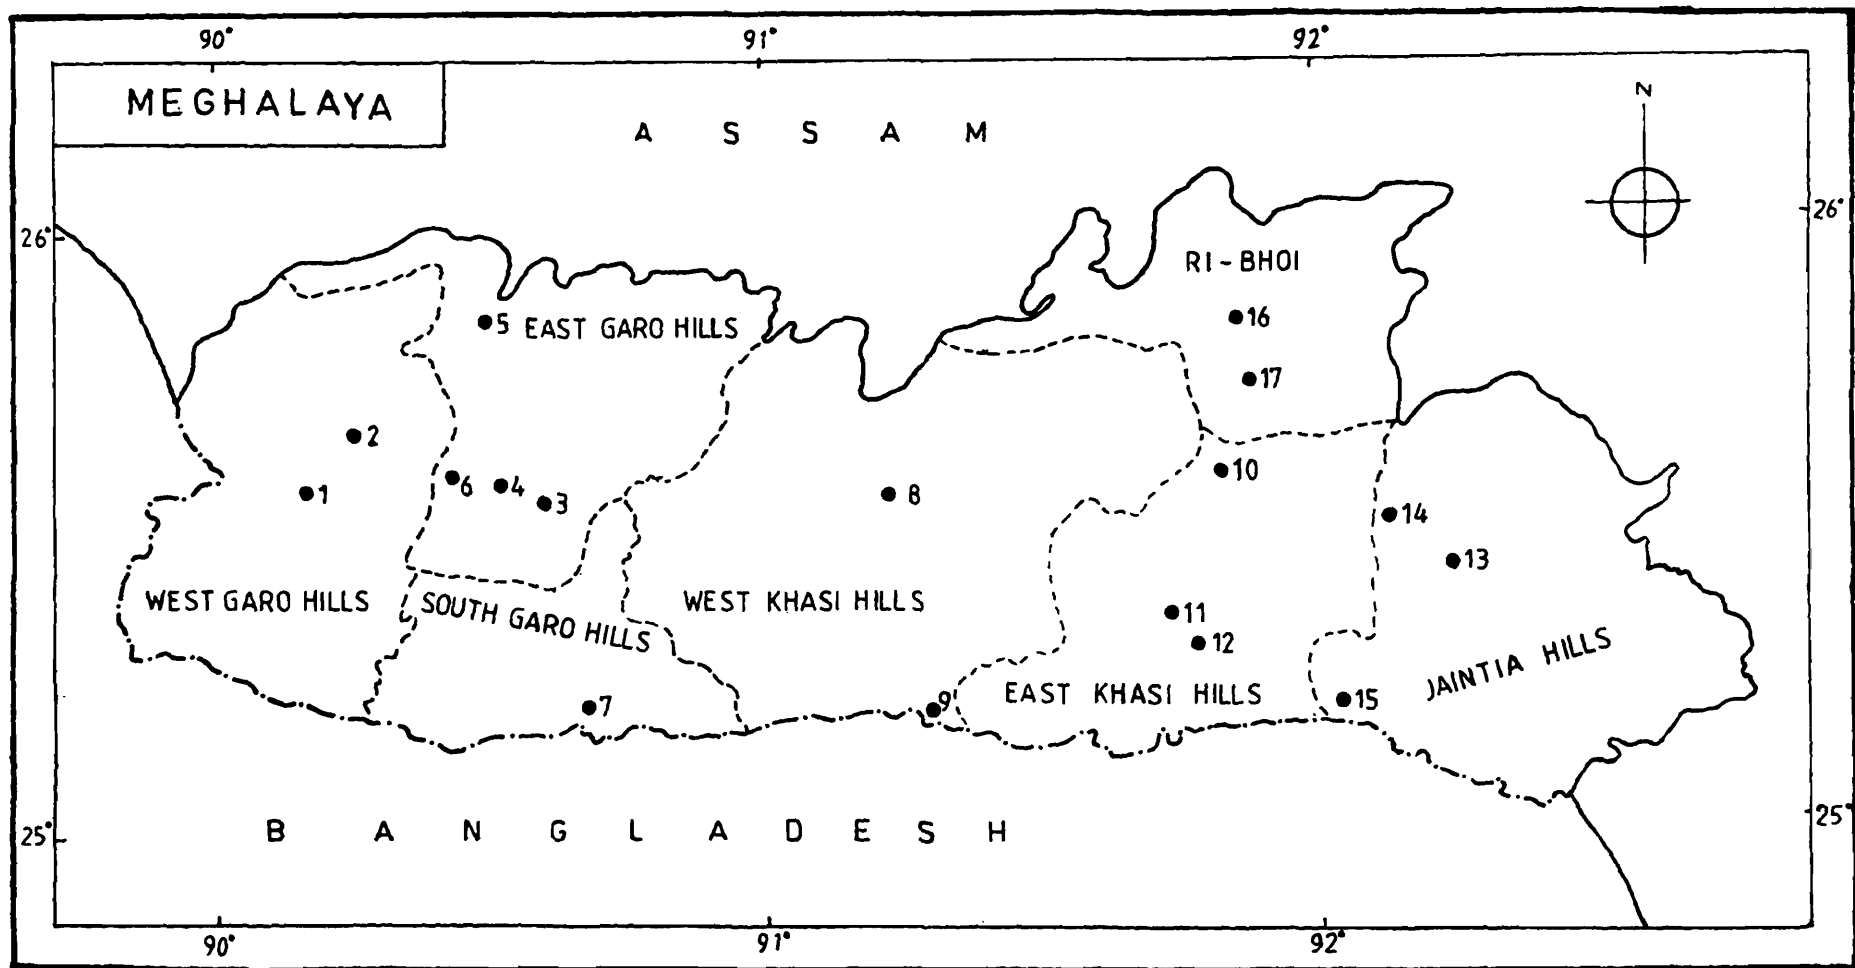 90° 91° 92°
MEGHALAYA
A S S A M
N
26° 26°
RI-BHOI
5 EAST GARO HILLS
16
17
2
10
6 4 3
1 8
14
13
WEST GARO HILLS
SOUTH GARO HILLS
WEST KHASI HILLS
11
12
JAINTIA HILLS
EAST KHASI HILLS
7 9 15
B A N G L A D E S H
25° 25°
90° 91° 92°